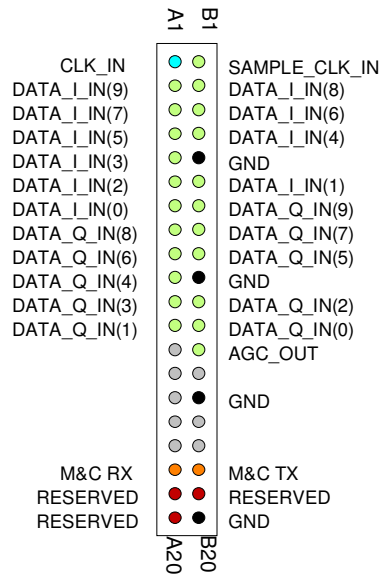 A1 B1
CLK_IN SAMPLE_CLK_IN
DATA_I_IN(9) DATA_I_IN(8)
DATA_I_IN(7) DATA_I_IN(6)
DATA_I_IN(5) DATA_I_IN(4)
DATA_I_IN(3) GND
DATA_I_IN(2) DATA_I_IN(1)
DATA_I_IN(0) DATA_Q_IN(9)
DATA_Q_IN(8) DATA_Q_IN(7)
DATA_Q_IN(6) DATA_Q_IN(5)
DATA_Q_IN(4) GND
DATA_Q_IN(3) DATA_Q_IN(2)
DATA_Q_IN(1) DATA_Q_IN(0)
AGC_OUT
GND
M&C RX M&C TX
RESERVED RESERVED
RESERVED GND
A20 B20